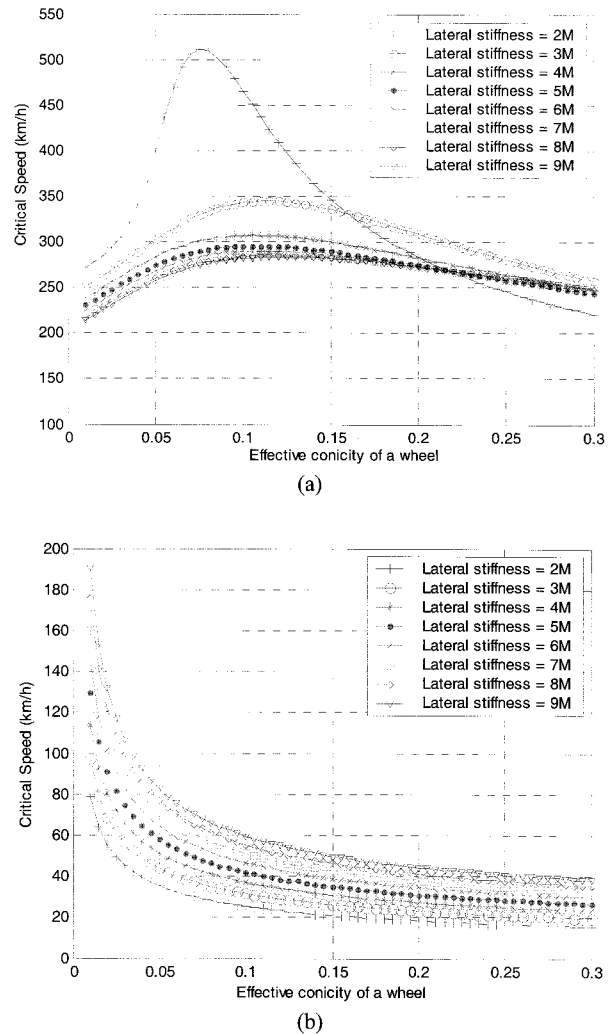 550
500
450
400
350
300
250
200
150
100
Critical Speed (km/h)
Lateral stiffness = 2M
Lateral stiffness = 3M
Lateral stiffness = 4M
Lateral stiffness = 5M
Lateral stiffness = 6M
Lateral stiffness = 7M
Lateral stiffness = 8M
Lateral stiffness = 9M
0 0.05 0.1 0.15 0.2 0.25 0.3
Effective conicity of a wheel
(a)
200
180
160
140
120
100
80
60
40
20
0
Critical Speed (km/h)
Lateral stiffness = 2M
Lateral stiffness = 3M
Lateral stiffness = 4M
Lateral stiffness = 5M
Lateral stiffness = 6M
Lateral stiffness = 7M
Lateral stiffness = 8M
Lateral stiffness = 9M
0 0.05 0.1 0.15 0.2 0.25 0.3
Effective conicity of a wheel
(b)